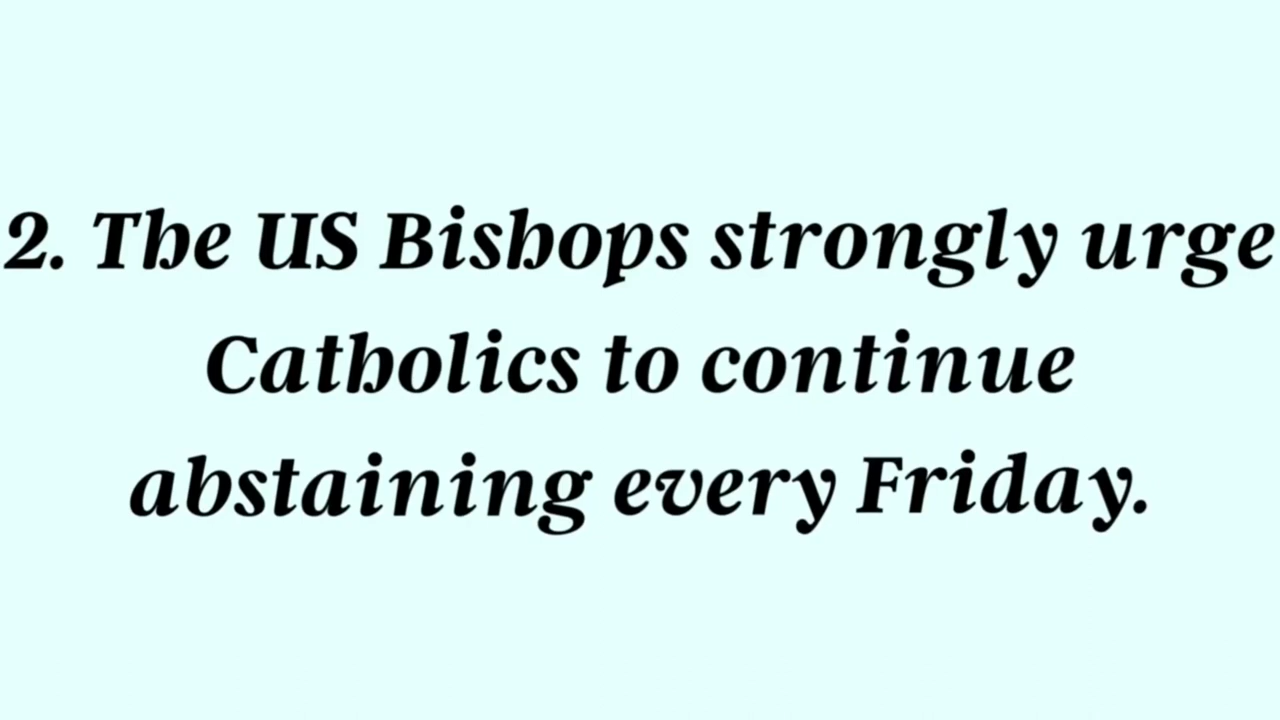 2. The US Bishops strongly urge
Catholics to continue
abstaining every Friday.